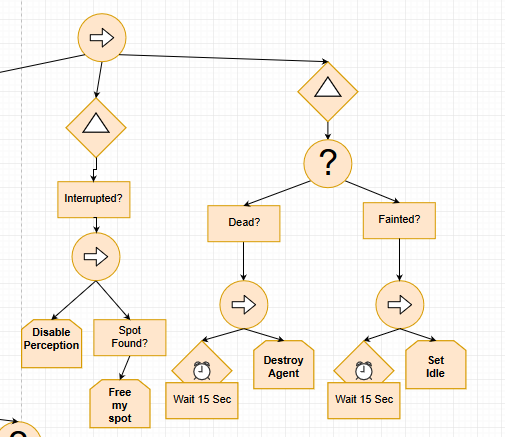 ?
Interrupted?
Dead?
Fainted?
Disable
Perception
Spot
Found?
Free
my
spot
Wait 15 Sec
Destroy
Agent
Wait 15 Sec
Set
Idle
?